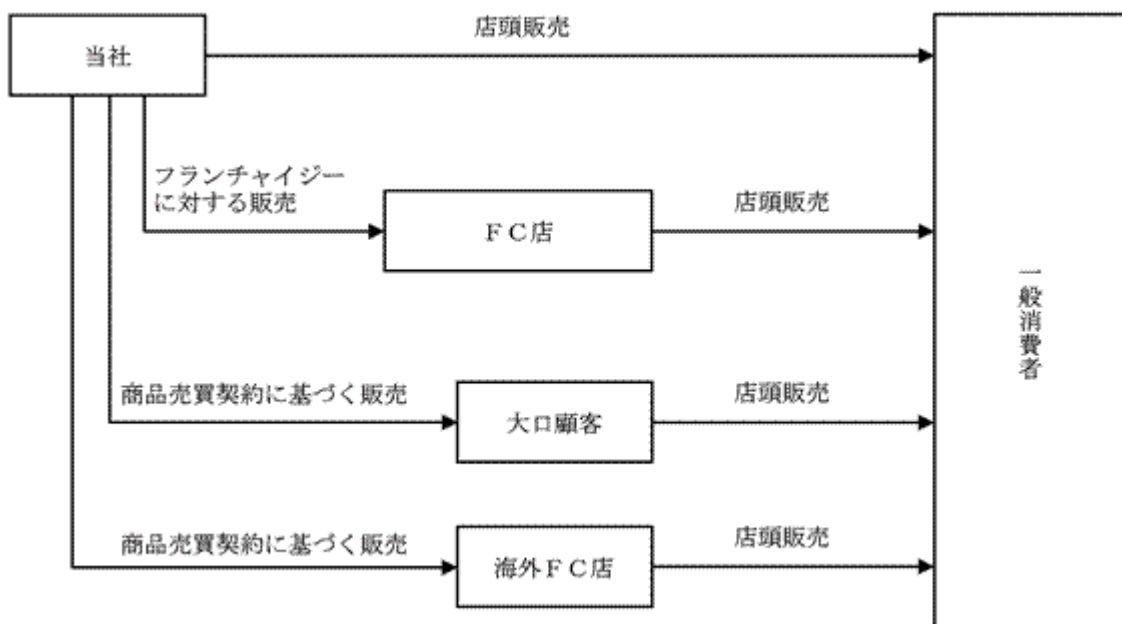 店頭販売
当社
フランチャイジー
に対する販売
店頭販売
ＦＣ店
一般消費者
商品売買契約に基づく販売
店頭販売
大口顧客
商品売買契約に基づく販売
店頭販売
海外ＦＣ店